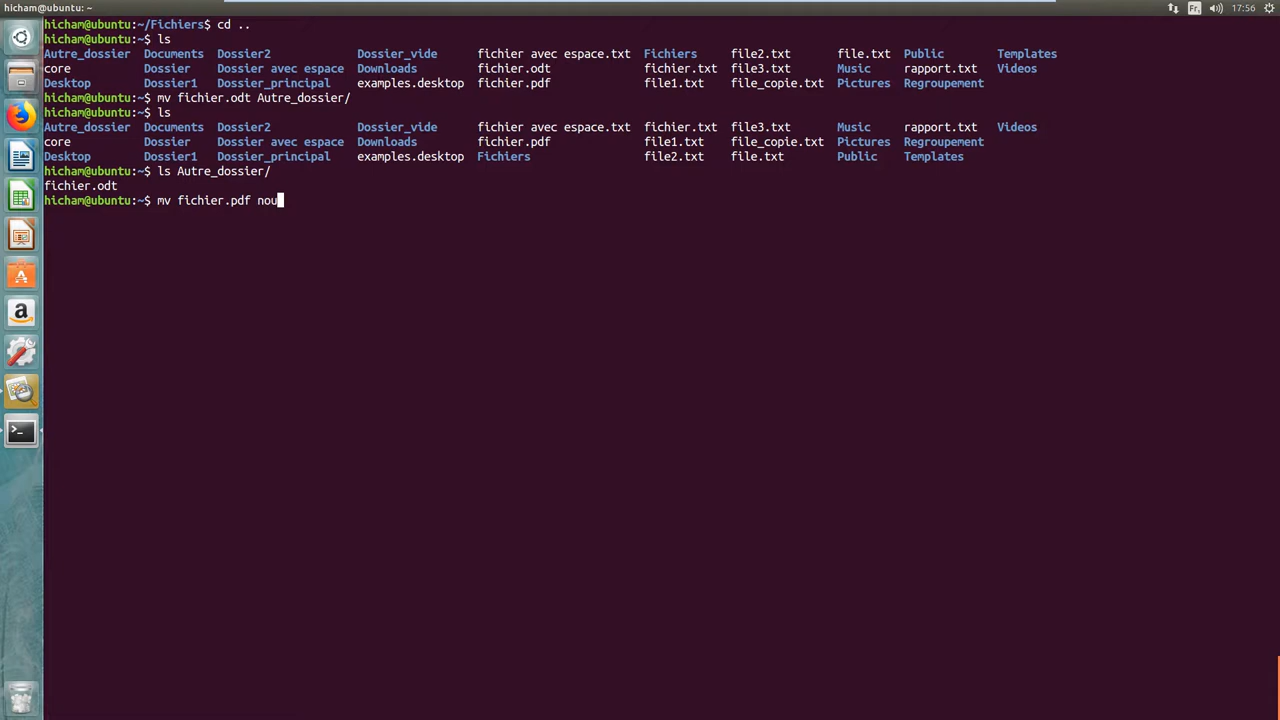 hicham@ubuntu: ~ Fr 17:56
hicham@ubuntu:~/Fichiers$ cd ..
hicham@ubuntu:~$ ls
Autre_dossier Documents Dossier2 Dossier_vide fichier avec espace.txt Fichiers file2.txt file.txt Public Templates
core Dossier Dossier avec espace Downloads fichier.odt fichier.txt file3.txt Music rapport.txt Videos
Desktop Dossier1 Dossier_principal examples.desktop fichier.pdf file1.txt file_copie.txt Pictures Regroupement
hicham@ubuntu:~$ mv fichier.odt Autre_dossier/
hicham@ubuntu:~$ ls
Autre_dossier Documents Dossier2 Dossier_vide fichier avec espace.txt fichier.txt file3.txt Music rapport.txt Videos
core Dossier Dossier avec espace Downloads fichier.pdf file1.txt file_copie.txt Pictures Regroupement
Desktop Dossier1 Dossier_principal examples.desktop Fichiers file2.txt file.txt Public Templates
hicham@ubuntu:~$ ls Autre_dossier/
fichier.odt
hicham@ubuntu:~$ mv fichier.pdf nou